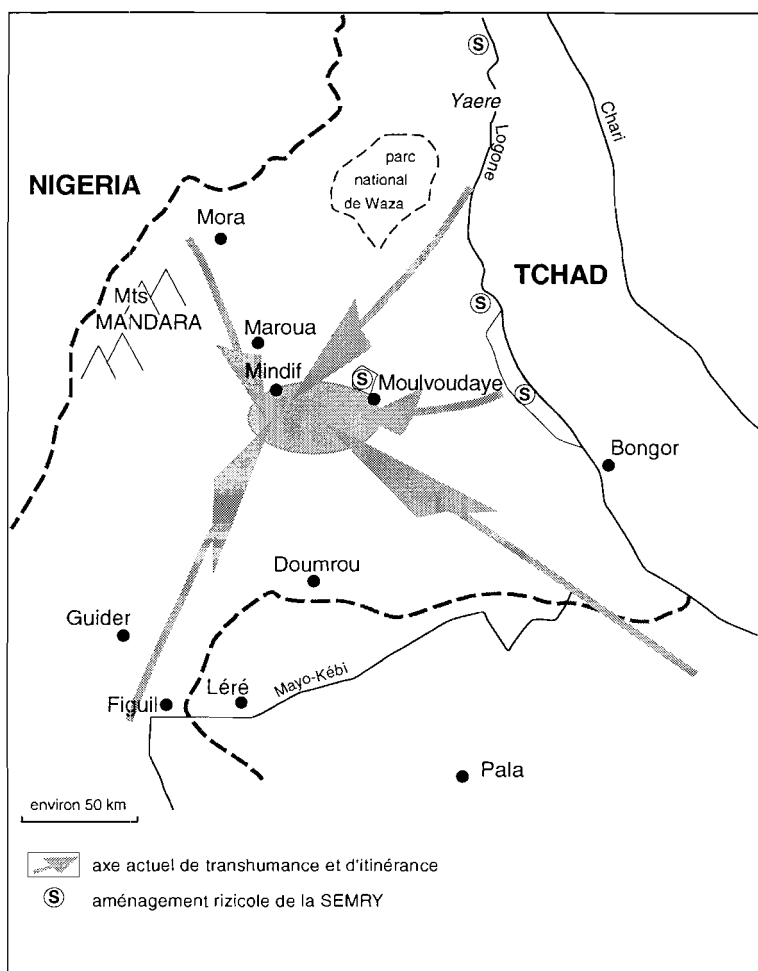 S
Yaere
Logone
Chari
parc
national
de Waza
NIGERIA
Mora
TCHAD
S
Mts
MANDARA
Maroua
Mindif
S
Moulvoudaye
S
Bongor
Doumrou
Guider
Mayo-Kébi
Léré
Figuil
Pala
environ 50 km
axe actuel de transhumance et d'itinérance
S aménagement rizicole de la SEMRY